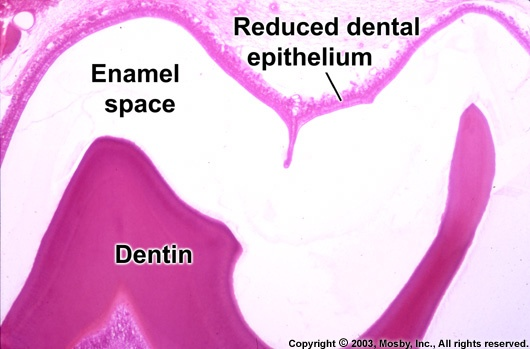 Reduced dental
epithelium
Enamel
space
Dentin
Copyright © 2003, Mosby, Inc., All rights reserved.